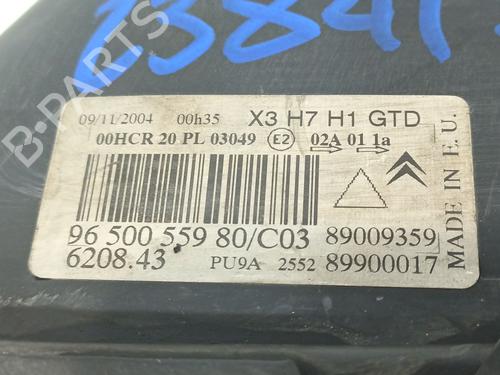 09/11/2004 00h35 X3 H7 H1 GTD
00HCR 20 PL 03049 E2 02A 01 1a
96 500 559 80/C03 89009359
6208.43 PU9A 2552 89900017
MADE IN E.U.
B-PARTS